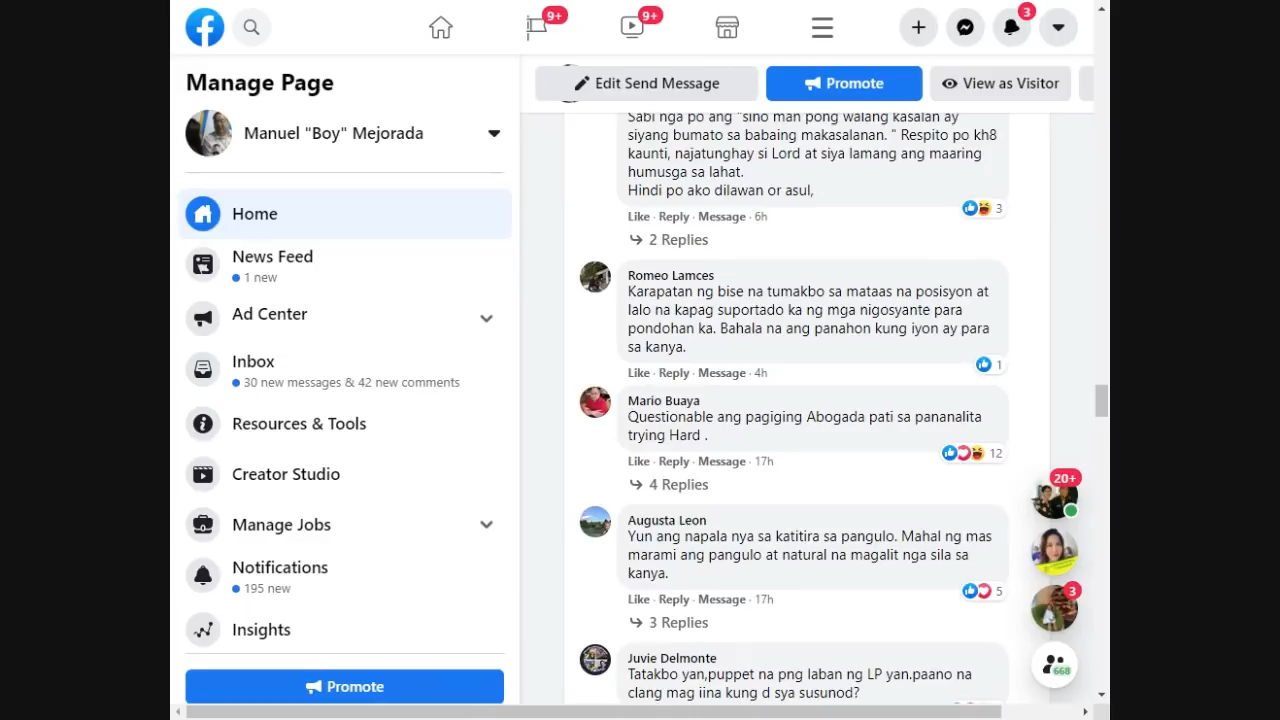 9+
9+
3
Manage Page
Edit Send Message
Promote
View as Visitor
Manuel "Boy" Mejorada
Home
News Feed
1 new
Ad Center
Inbox
30 new messages & 42 new comments
Resources & Tools
Creator Studio
Manage Jobs
Notifications
195 new
Insights
Promote
Sabi nga po ang "sino man pong walang kasalan ay
siyang bumato sa babaing makasalanan. " Respito po kh8
kaunti, najatunghay si Lord at siya lamang ang maaring
humusga sa lahat.
Hindi po ako dilawan or asul,
3
Like · Reply · Message · 6h
2 Replies
Romeo Lamces
Karapatan ng bise na tumakbo sa mataas na posisyon at
lalo na kapag suportado ka ng mga nigosyante para
pondohan ka. Bahala na ang panahon kung iyon ay para
sa kanya.
1
Like · Reply · Message · 4h
Mario Buaya
Questionable ang pagiging Abogada pati sa pananalita
trying Hard .
12
Like · Reply · Message · 17h
4 Replies
Augusta Leon
Yun ang napala nya sa katitira sa pangulo. Mahal ng mas
marami ang pangulo at natural na magalit nga sila sa
kanya.
5
Like · Reply · Message · 17h
3 Replies
Juvie Delmonte
Tatakbo yan,puppet na png laban ng LP yan.paano na
clang mag iina kung d sya susunod?
20+
3
668